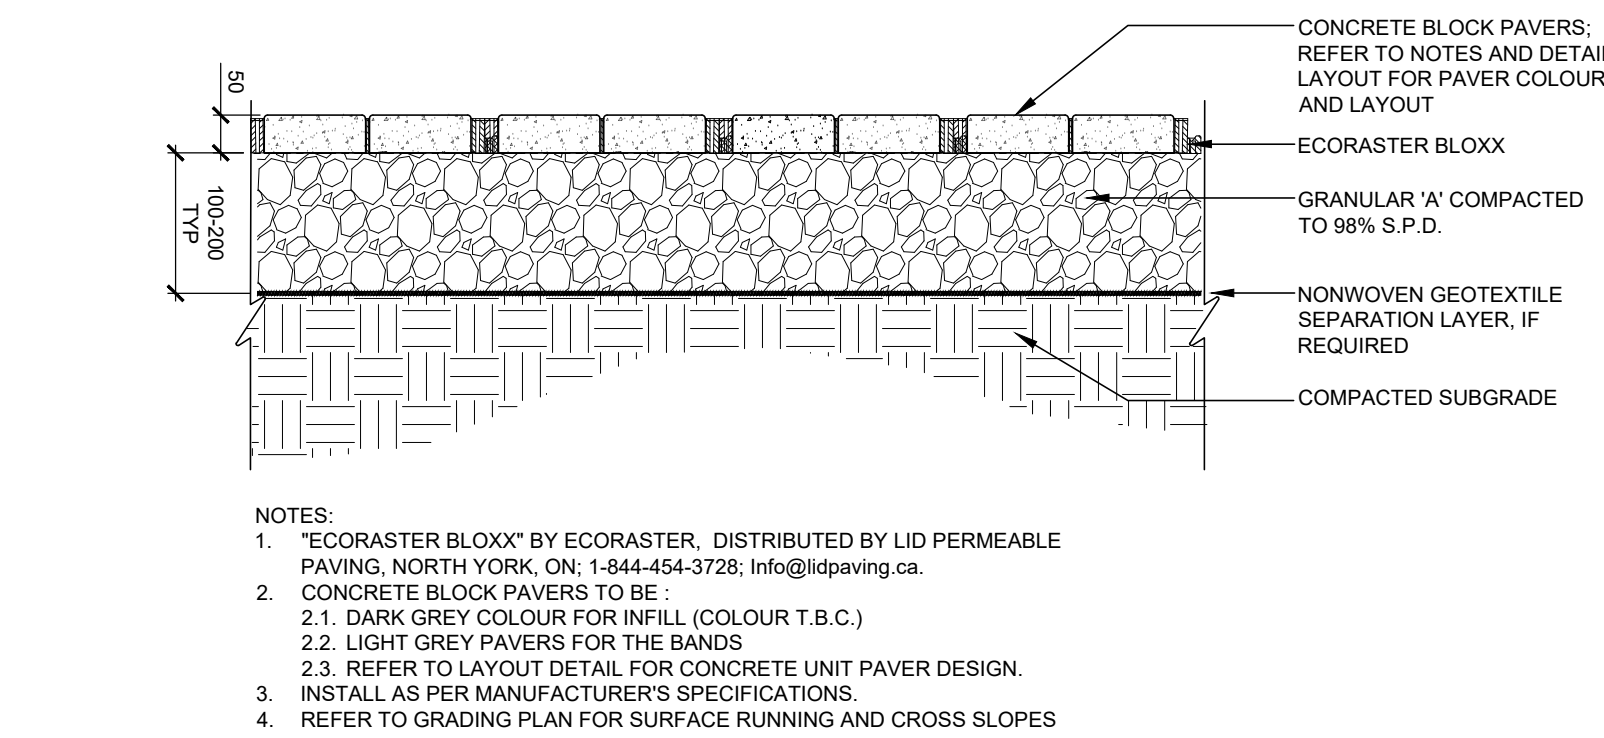 50
100-200
TYP
CONCRETE BLOCK PAVERS;
REFER TO NOTES AND DETAIL
LAYOUT FOR PAVER COLOUR
AND LAYOUT
ECORASTER BLOXX
GRANULAR 'A' COMPACTED
TO 98% S.P.D.
NONWOVEN GEOTEXTILE
SEPARATION LAYER, IF
REQUIRED
COMPACTED SUBGRADE
NOTES:
1. "ECORASTER BLOXX" BY ECORASTER, DISTRIBUTED BY LID PERMEABLE
PAVING, NORTH YORK, ON; 1-844-454-3728; Info@lidpaving.ca.
2. CONCRETE BLOCK PAVERS TO BE :
2.1. DARK GREY COLOUR FOR INFILL (COLOUR T.B.C.)
2.2. LIGHT GREY PAVERS FOR THE BANDS
2.3. REFER TO LAYOUT DETAIL FOR CONCRETE UNIT PAVER DESIGN.
3. INSTALL AS PER MANUFACTURER'S SPECIFICATIONS.
4. REFER TO GRADING PLAN FOR SURFACE RUNNING AND CROSS SLOPES